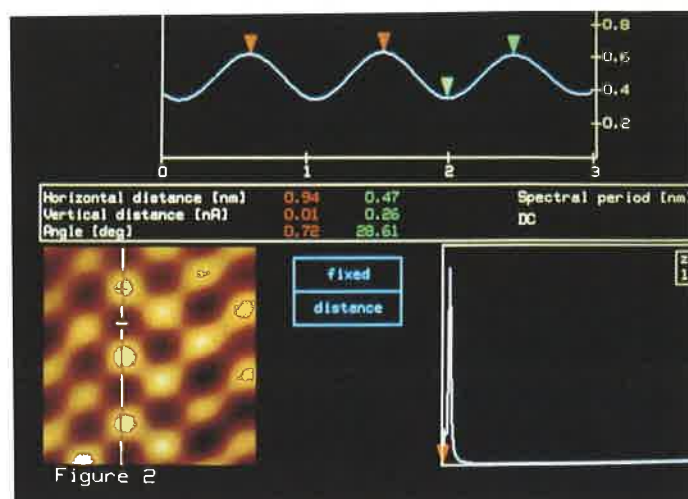 0.8
0.6
0.4
0.2
0 1 2 3
Horizontal distance [nm] 0.94 0.47 Spectral period [nm
Vertical distance [nA] 0.01 0.26 DC
Angle [deg] 0.72 28.61
fixed
distance
z
1
Figure 2